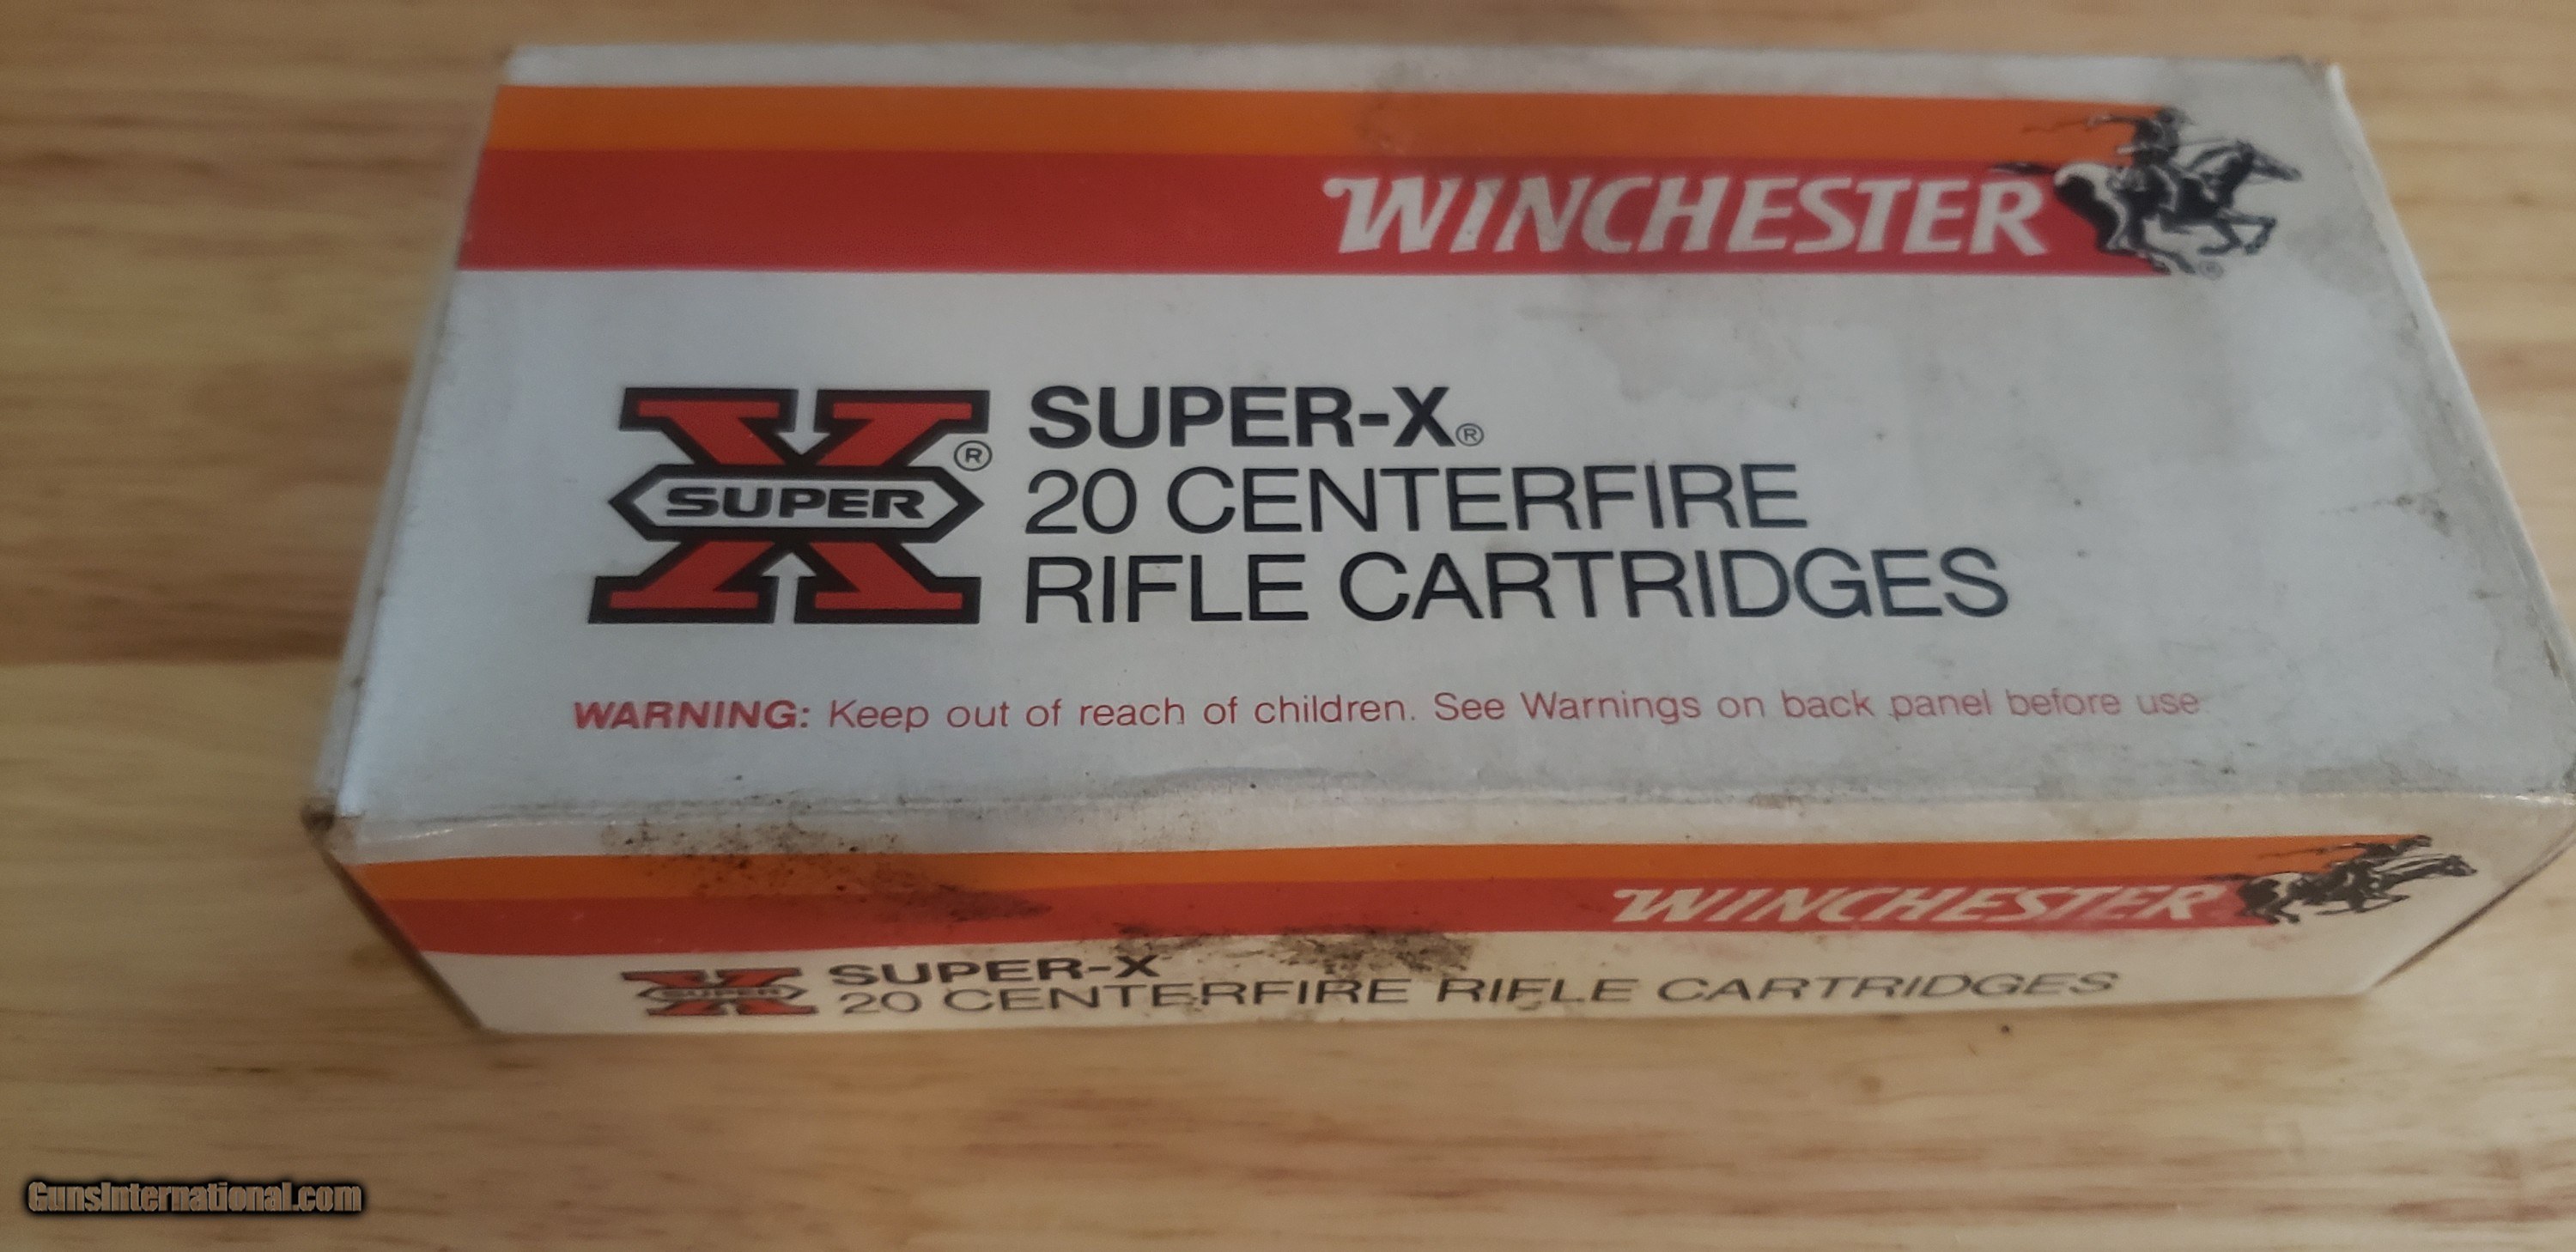 WINCHESTER
®
SUPER
®
SUPER-X®
20 CENTERFIRE
RIFLE CARTRIDGES
WARNING: Keep out of reach of children. See Warnings on back panel before use
WINCHESTER
SUPER
SUPER-X
20 CENTERFIRE RIFLE CARTRIDGES
GunsInternational.com